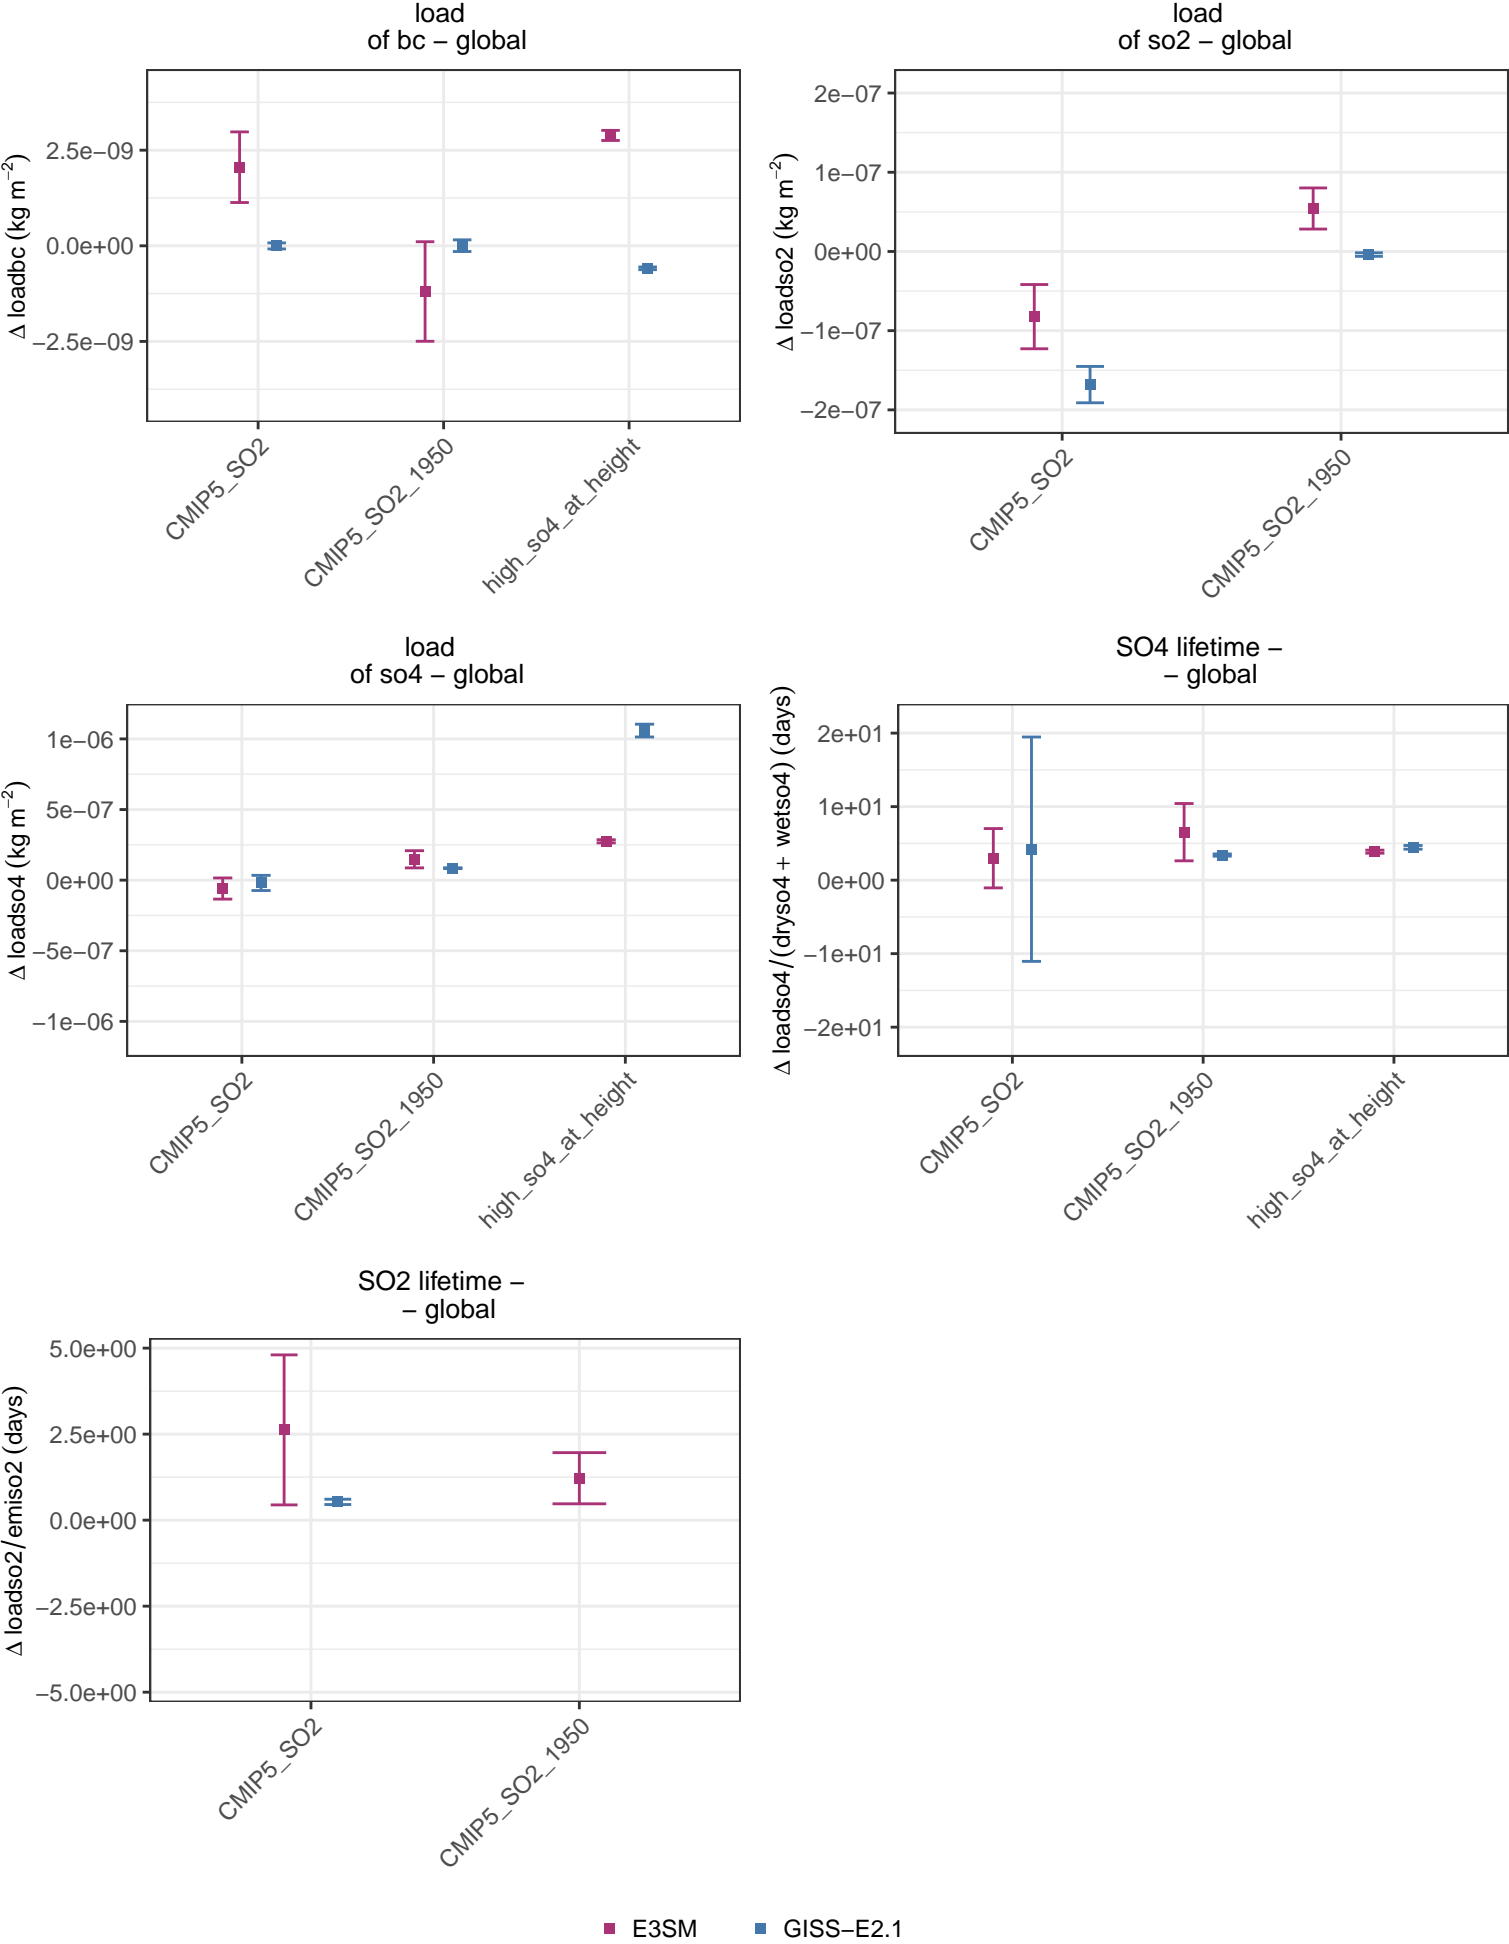 load
of bc − global
Δ loadbc (kg m⁻²)
2.5e−09
0.0e+00
−2.5e−09
CMIP5_SO2
CMIP5_SO2_1950
high_so4_at_height
load
of so2 − global
Δ loadso2 (kg m⁻²)
2e−07
1e−07
0e+00
−1e−07
−2e−07
CMIP5_SO2
CMIP5_SO2_1950
load
of so4 − global
Δ loadso4 (kg m⁻²)
1e−06
5e−07
0e+00
−5e−07
−1e−06
CMIP5_SO2
CMIP5_SO2_1950
high_so4_at_height
SO4 lifetime −
− global
Δ loadso4/(dryso4 + wetso4) (days)
2e+01
1e+01
0e+00
−1e+01
−2e+01
CMIP5_SO2
CMIP5_SO2_1950
high_so4_at_height
SO2 lifetime −
− global
Δ loadso2/emiso2 (days)
5.0e+00
2.5e+00
0.0e+00
−2.5e+00
−5.0e+00
CMIP5_SO2
CMIP5_SO2_1950
E3SM
GISS−E2.1